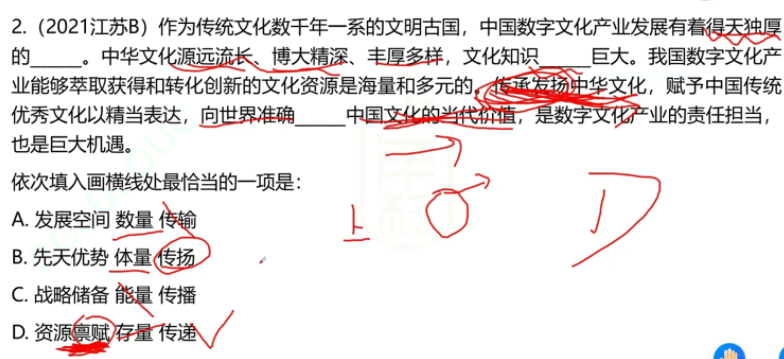 2.（2021江苏B）作为传统文化数千年一系的文明古国，中国数字文化产业发展有着得天独厚
的_____。中华文化源远流长、博大精深、丰厚多样，文化知识_____巨大。我国数字文化产
业能够萃取获得和转化创新的文化资源是海量和多元的，传承发扬中华文化，赋予中国传统
优秀文化以精当表达，向世界准确_____中国文化的当代价值，是数字文化产业的责任担当，
也是巨大机遇。
依次填入画横线处最恰当的一项是：
A. 发展空间 数量 传输
B. 先天优势 体量 传扬
C. 战略储备 能量 传播
D. 资源禀赋 存量 传递